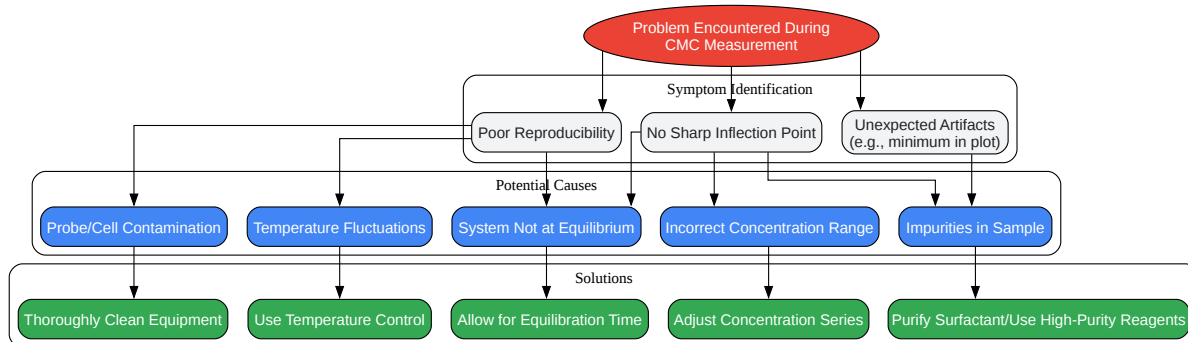 Problem Encountered During
CMC Measurement
Symptom Identification
Poor Reproducibility
No Sharp Inflection Point
Unexpected Artifacts
(e.g., minimum in plot)
Potential Causes
Probe/Cell Contamination
Temperature Fluctuations
System Not at Equilibrium
Incorrect Concentration Range
Impurities in Sample
Solutions
Thoroughly Clean Equipment
Use Temperature Control
Allow for Equilibration Time
Adjust Concentration Series
Purify Surfactant/Use High-Purity Reagents